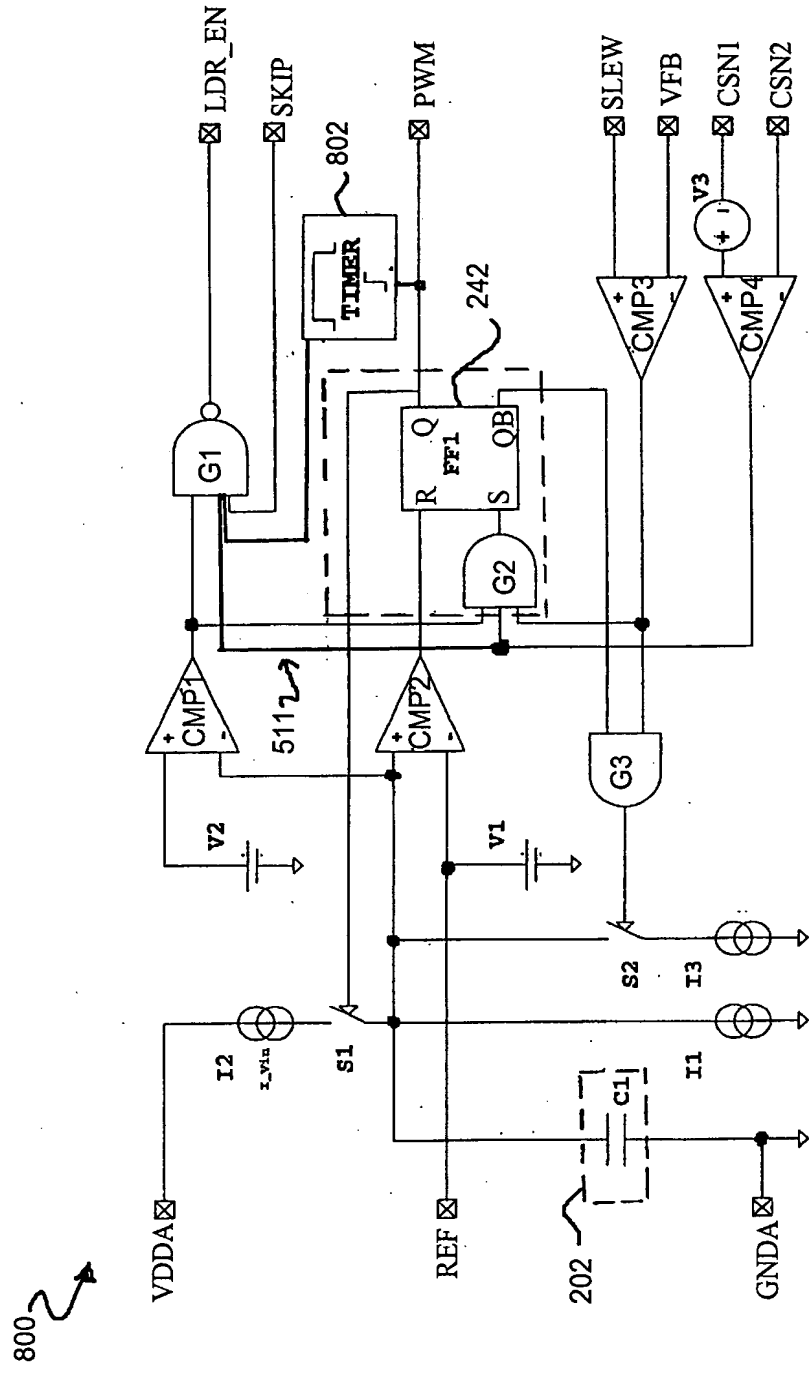 LDR_EN
SKIP
PWM
SLEW
VFB
CSN1
CSN2
802
TIMER
V3
+ -
242
G1
Q
FF1
QB
R
S
G2
+
CMP3
-
+
CMP4
-
CMP1
+
-
511
CMP2
+
-
G3
V2
V1
S2
I3
I2
I_vin
S1
I1
C1
202
VDDA
REF
GNDA
800